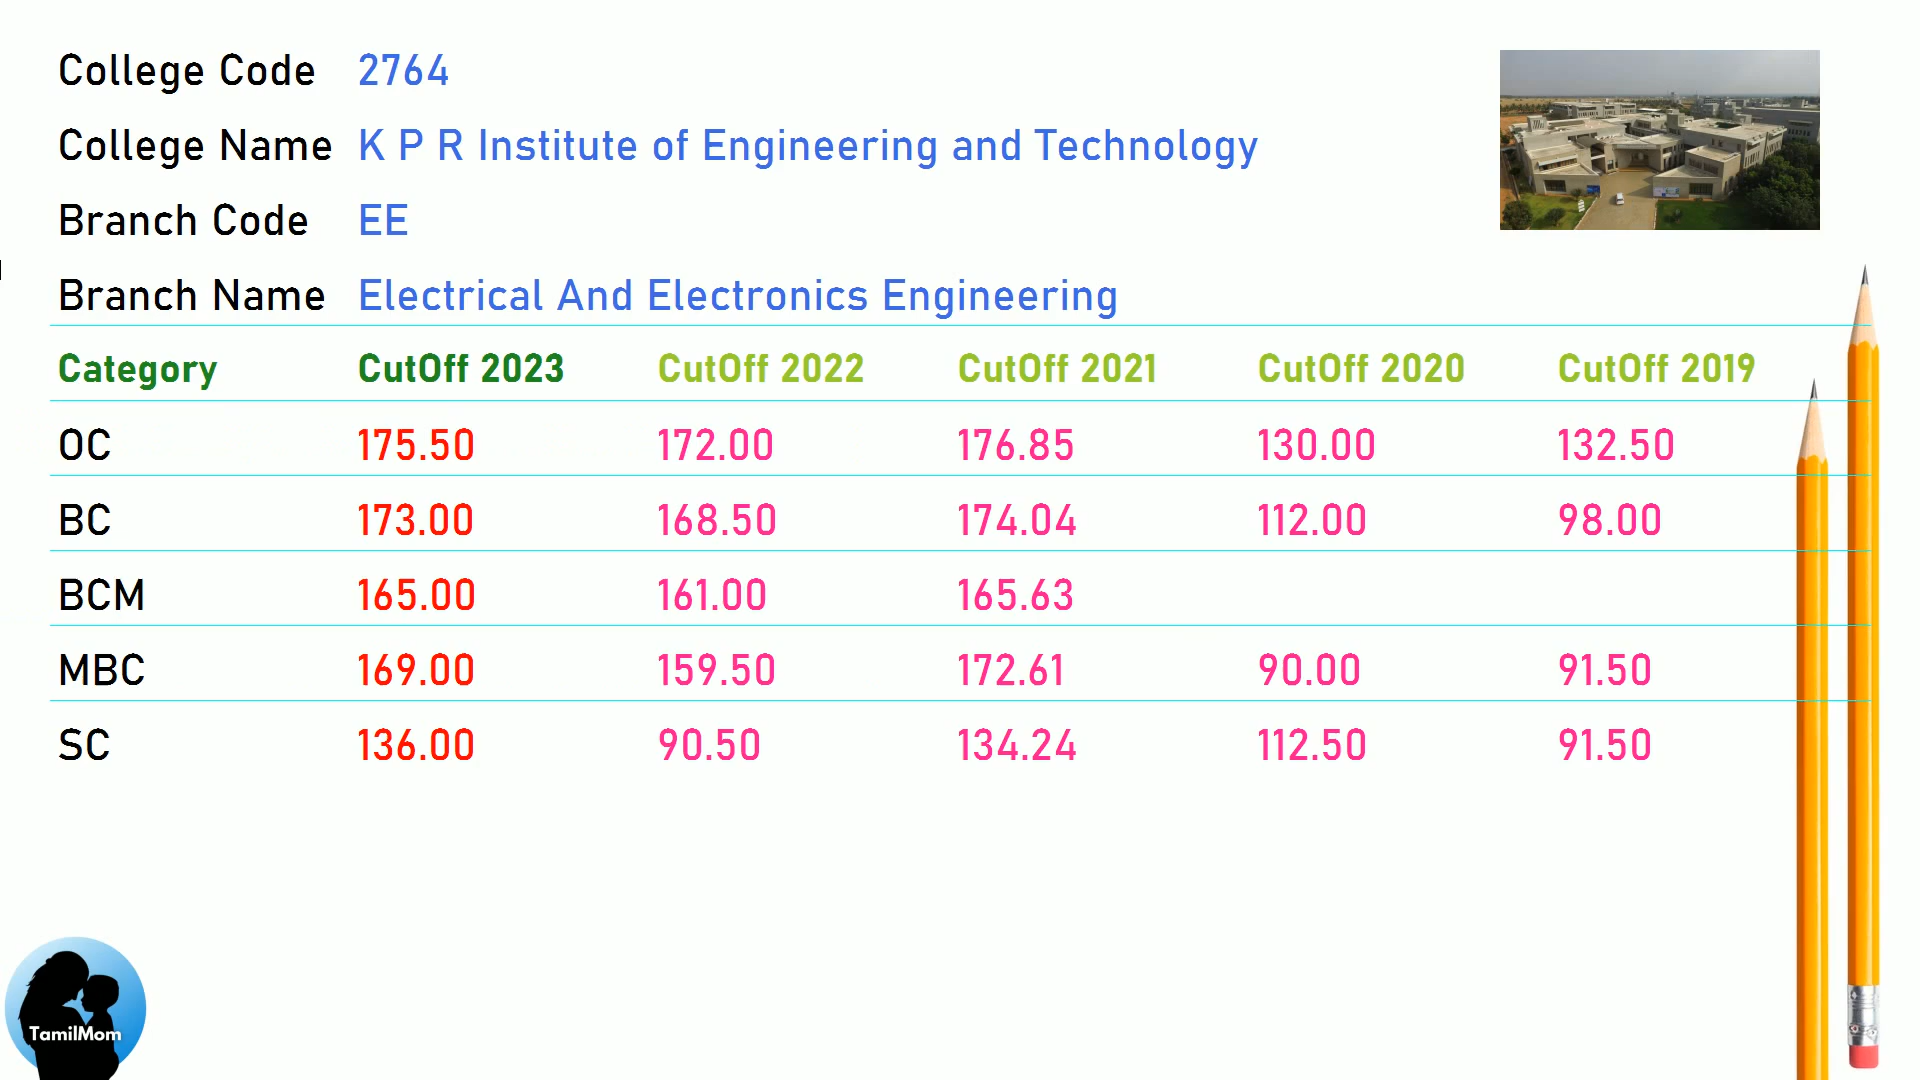 College Code 2764
College Name K P R Institute of Engineering and Technology
Branch Code EE
Branch Name Electrical And Electronics Engineering
Category CutOff 2023 CutOff 2022 CutOff 2021 CutOff 2020 CutOff 2019
OC 175.50 172.00 176.85 130.00 132.50
BC 173.00 168.50 174.04 112.00 98.00
BCM 165.00 161.00 165.63
MBC 169.00 159.50 172.61 90.00 91.50
SC 136.00 90.50 134.24 112.50 91.50
TamilMom